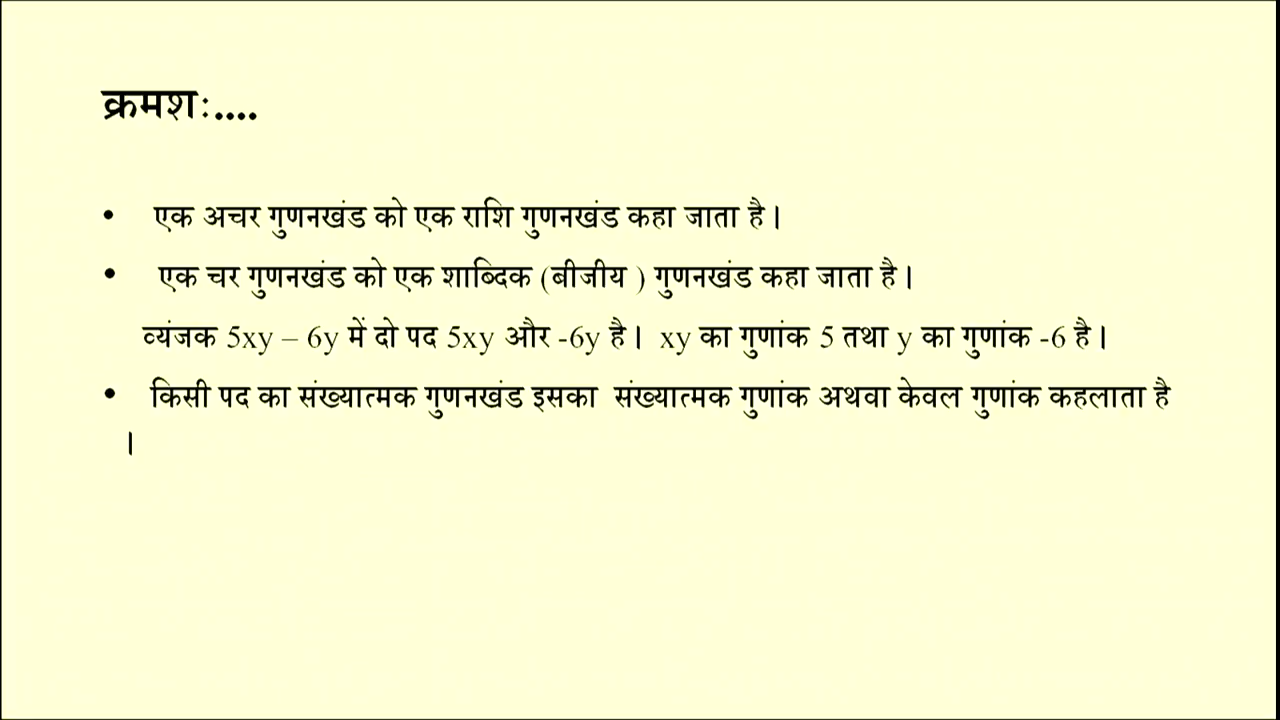 क्रमशः....
• एक अचर गुणनखंड को एक राशि गुणनखंड कहा जाता है।
• एक चर गुणनखंड को एक शाब्दिक (बीजीय ) गुणनखंड कहा जाता है।
व्यंजक 5xy – 6y में दो पद 5xy और -6y है। xy का गुणांक 5 तथा y का गुणांक -6 है।
• किसी पद का संख्यात्मक गुणनखंड इसका संख्यात्मक गुणांक अथवा केवल गुणांक कहलाता है
।